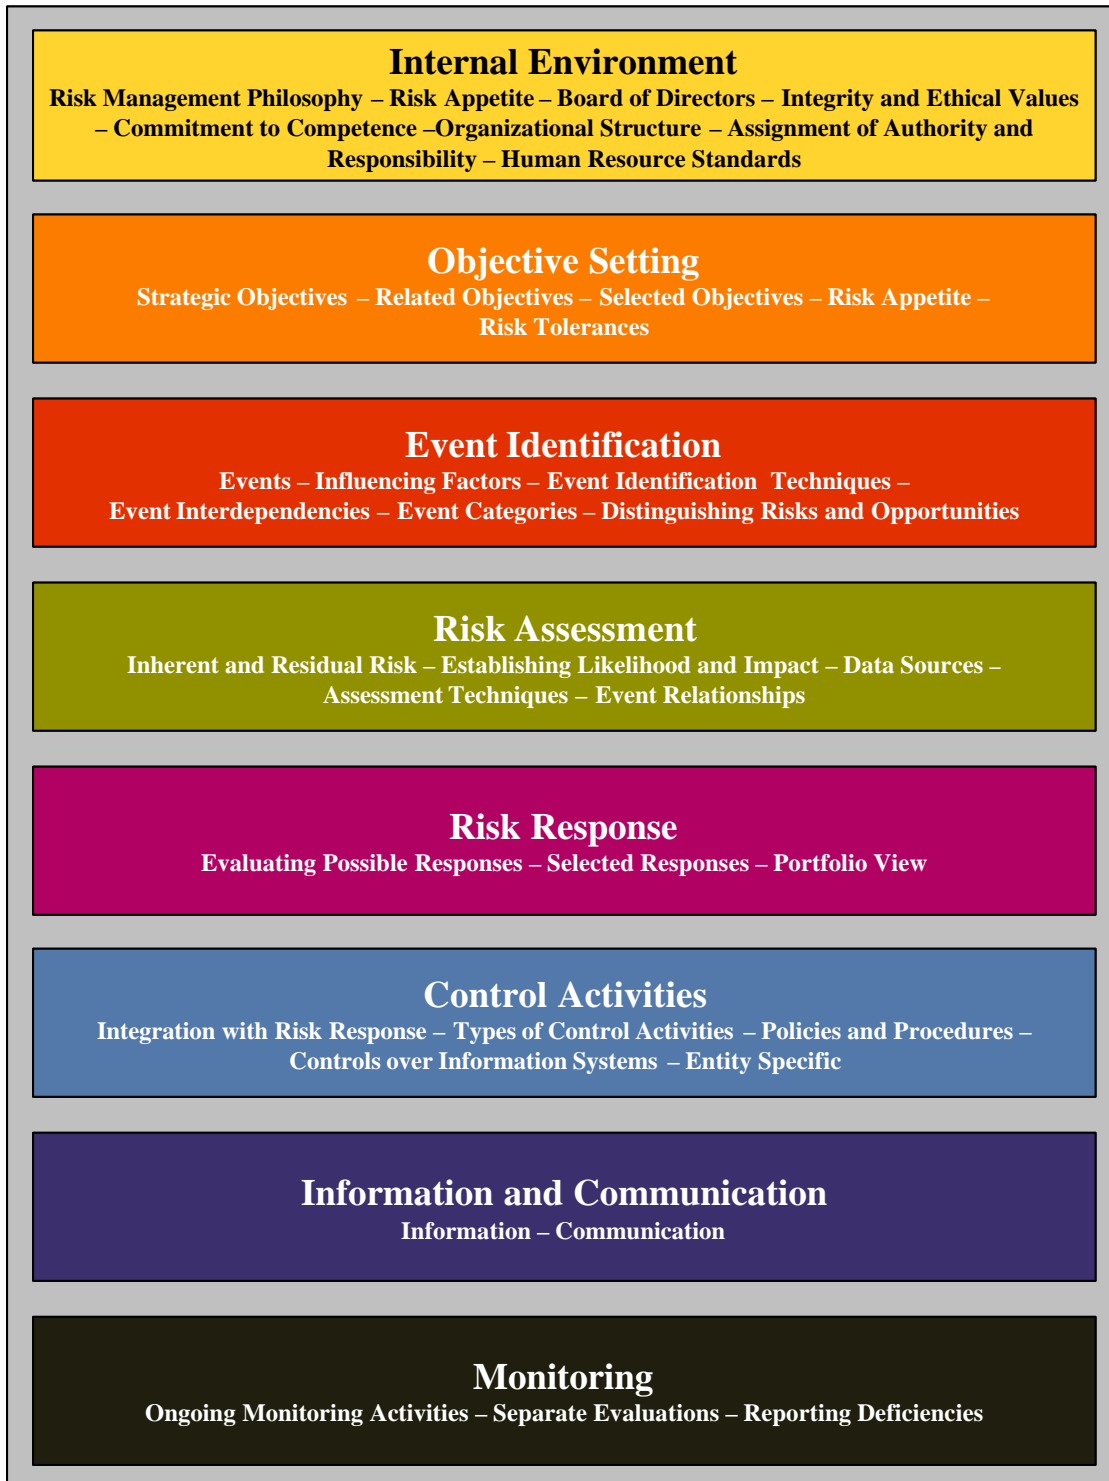 Internal Environment
Risk Management Philosophy – Risk Appetite – Board of Directors – Integrity and Ethical Values
– Commitment to Competence –Organizational Structure – Assignment of Authority and
Responsibility – Human Resource Standards
Objective Setting
Strategic Objectives – Related Objectives – Selected Objectives – Risk Appetite –
Risk Tolerances
Event Identification
Events – Influencing Factors – Event Identification  Techniques –
Event Interdependencies – Event Categories – Distinguishing Risks and Opportunities
Risk Assessment
Inherent and Residual Risk – Establishing Likelihood and Impact – Data Sources –
Assessment Techniques – Event Relationships
Risk Response
Evaluating Possible Responses – Selected Responses – Portfolio View
Control Activities
Integration with Risk Response – Types of Control Activities – Policies and Procedures –
Controls over Information Systems – Entity Specific
Information and Communication
Information – Communication
Monitoring
Ongoing Monitoring Activities – Separate Evaluations – Reporting Deficiencies